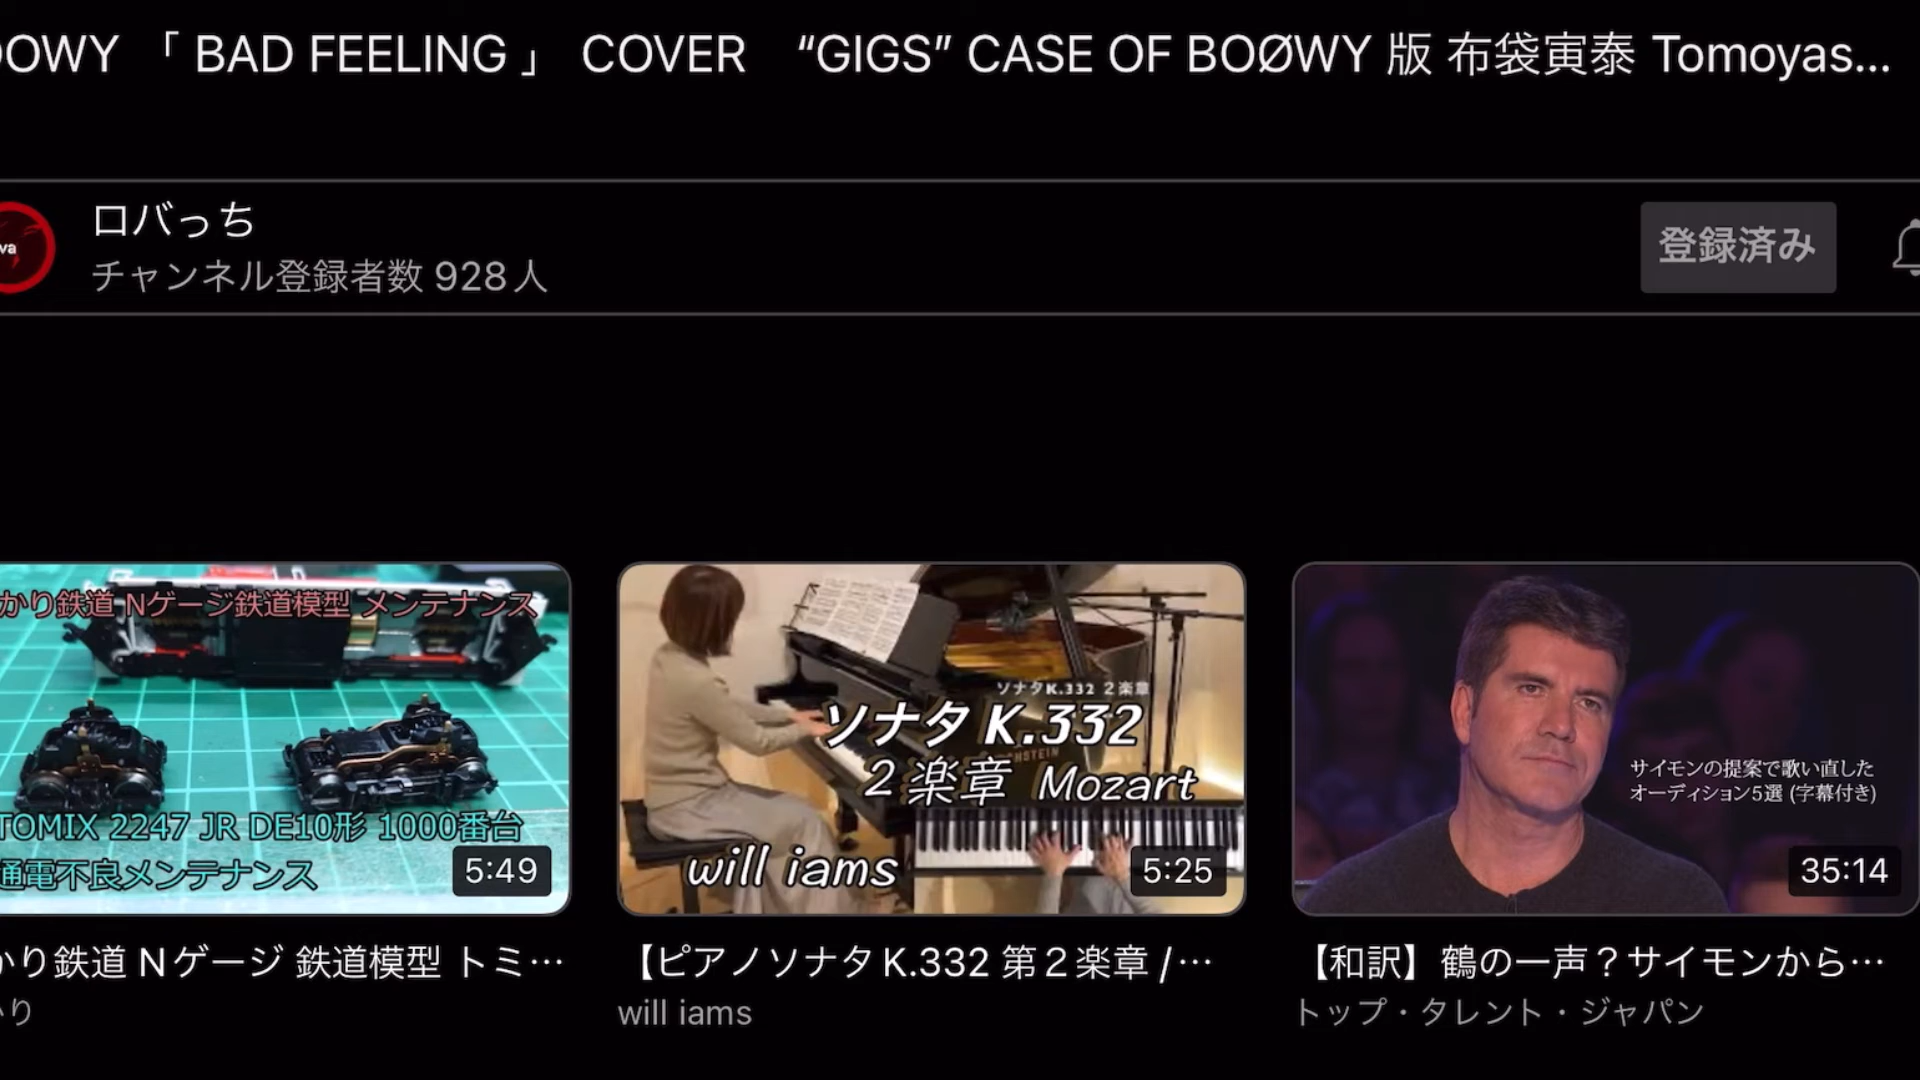 OWY 「 BAD FEELING 」 COVER “GIGS” CASE OF BOØWY 版 布袋寅泰 Tomoyas...
va
ロバっち
チャンネル登録者数 928人
登録済み
かり鉄道 Nゲージ鉄道模型 メンテナンス
TOMIX 2247 JR DE10形 1000番台
通電不良メンテナンス
5:49
ソナタK.332 2楽章
ソナタ K.332
2楽章 Mozart
will iams
5:25
サイモンの提案で歌い直した
オーディション5選 (字幕付き)
35:14
かり鉄道 Nゲージ 鉄道模型 トミ…
かり
【ピアノソナタK.332 第2楽章 /…
will iams
【和訳】鶴の一声？サイモンから…
トップ・タレント・ジャパン